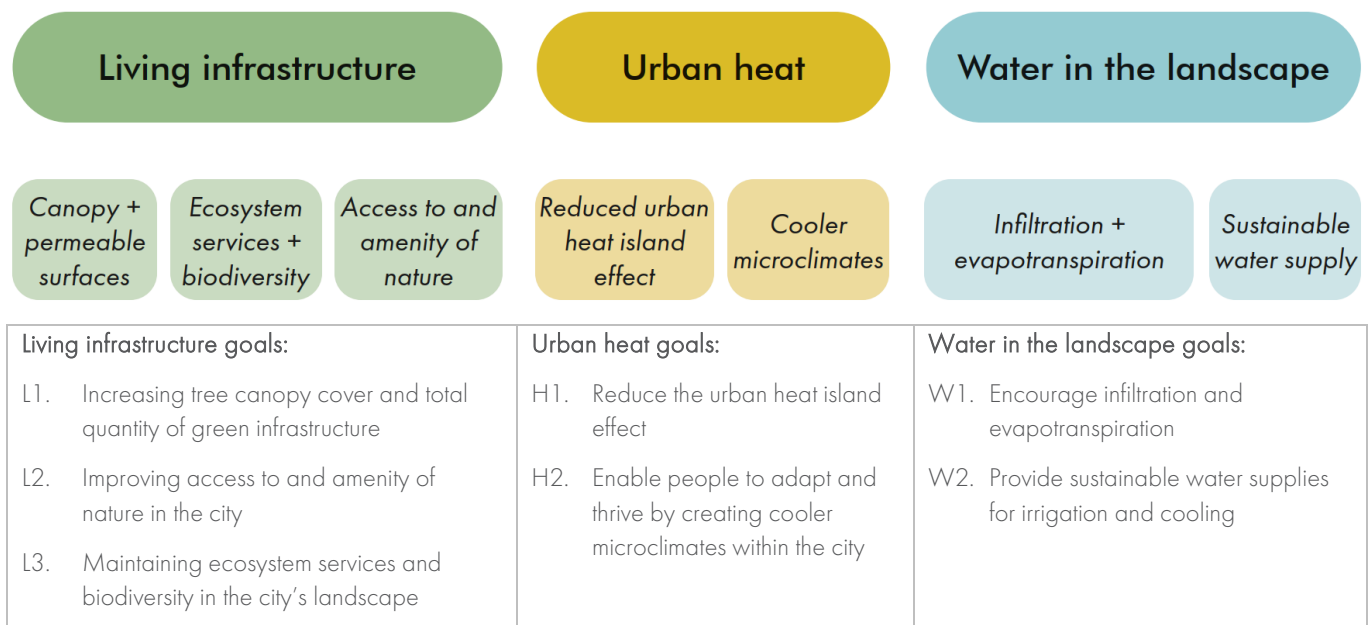 Living infrastructure
Urban heat
Water in the landscape
Canopy +
permeable
surfaces
Ecosystem
services +
biodiversity
Access to and
amenity of
nature
Reduced urban
heat island
effect
Cooler
microclimates
Infiltration +
evapotranspiration
Sustainable
water supply
Living infrastructure goals:
L1. Increasing tree canopy cover and total
quantity of green infrastructure
L2. Improving access to and amenity of
nature in the city
L3. Maintaining ecosystem services and
biodiversity in the city's landscape
Urban heat goals:
H1. Reduce the urban heat island
effect
H2. Enable people to adapt and
thrive by creating cooler
microclimates within the city
Water in the landscape goals:
W1. Encourage infiltration and
evapotranspiration
W2. Provide sustainable water supplies
for irrigation and cooling